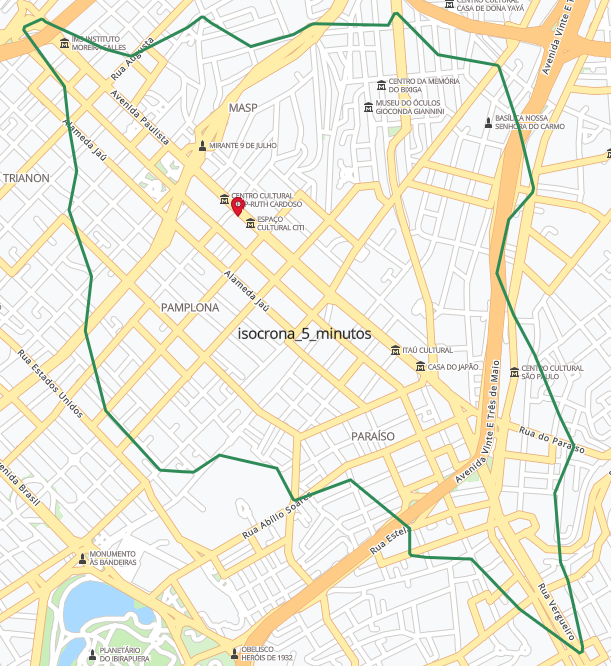 CENTRO CULTURAL
CASA DE DONA YAYÁ
IMS INSTITUTO
MOREIRA SALLES
Rua Augusta
Avenida Vinte E T
CENTRO DA MEMÓRIA
DO BIXIGA
MUSEU DO ÓCULOS
GIOCONDA GIANNINI
MASP
Avenida Paulista
BASÍLICA NOSSA
SENHORA DO CARMO
Alameda Jaú
MIRANTE 9 DE JULHO
TRIANON
CENTRO CULTURAL
P-RUTH CARDOSO
ESPAÇO
CULTURAL CITI
Alameda Jaú
PAMPLONA
isocrona_5_minutos
ITAÚ CULTURAL
CASA DO JAPÃO
CENTRO CULTURAL
SÃO PAULO
Rua Estados Unidos
Avenida Vinte E Três de Maio
PARAÍSO
Rua do Paraíso
enida Brasil
Rua Abílio Soares
Rua Estela
MONUMENTO
ÀS BANDEIRAS
Rua Vergueiro
PLANETÁRIO
DO IBIRAPUERA
OBELISCO
HERÓIS DE 1932